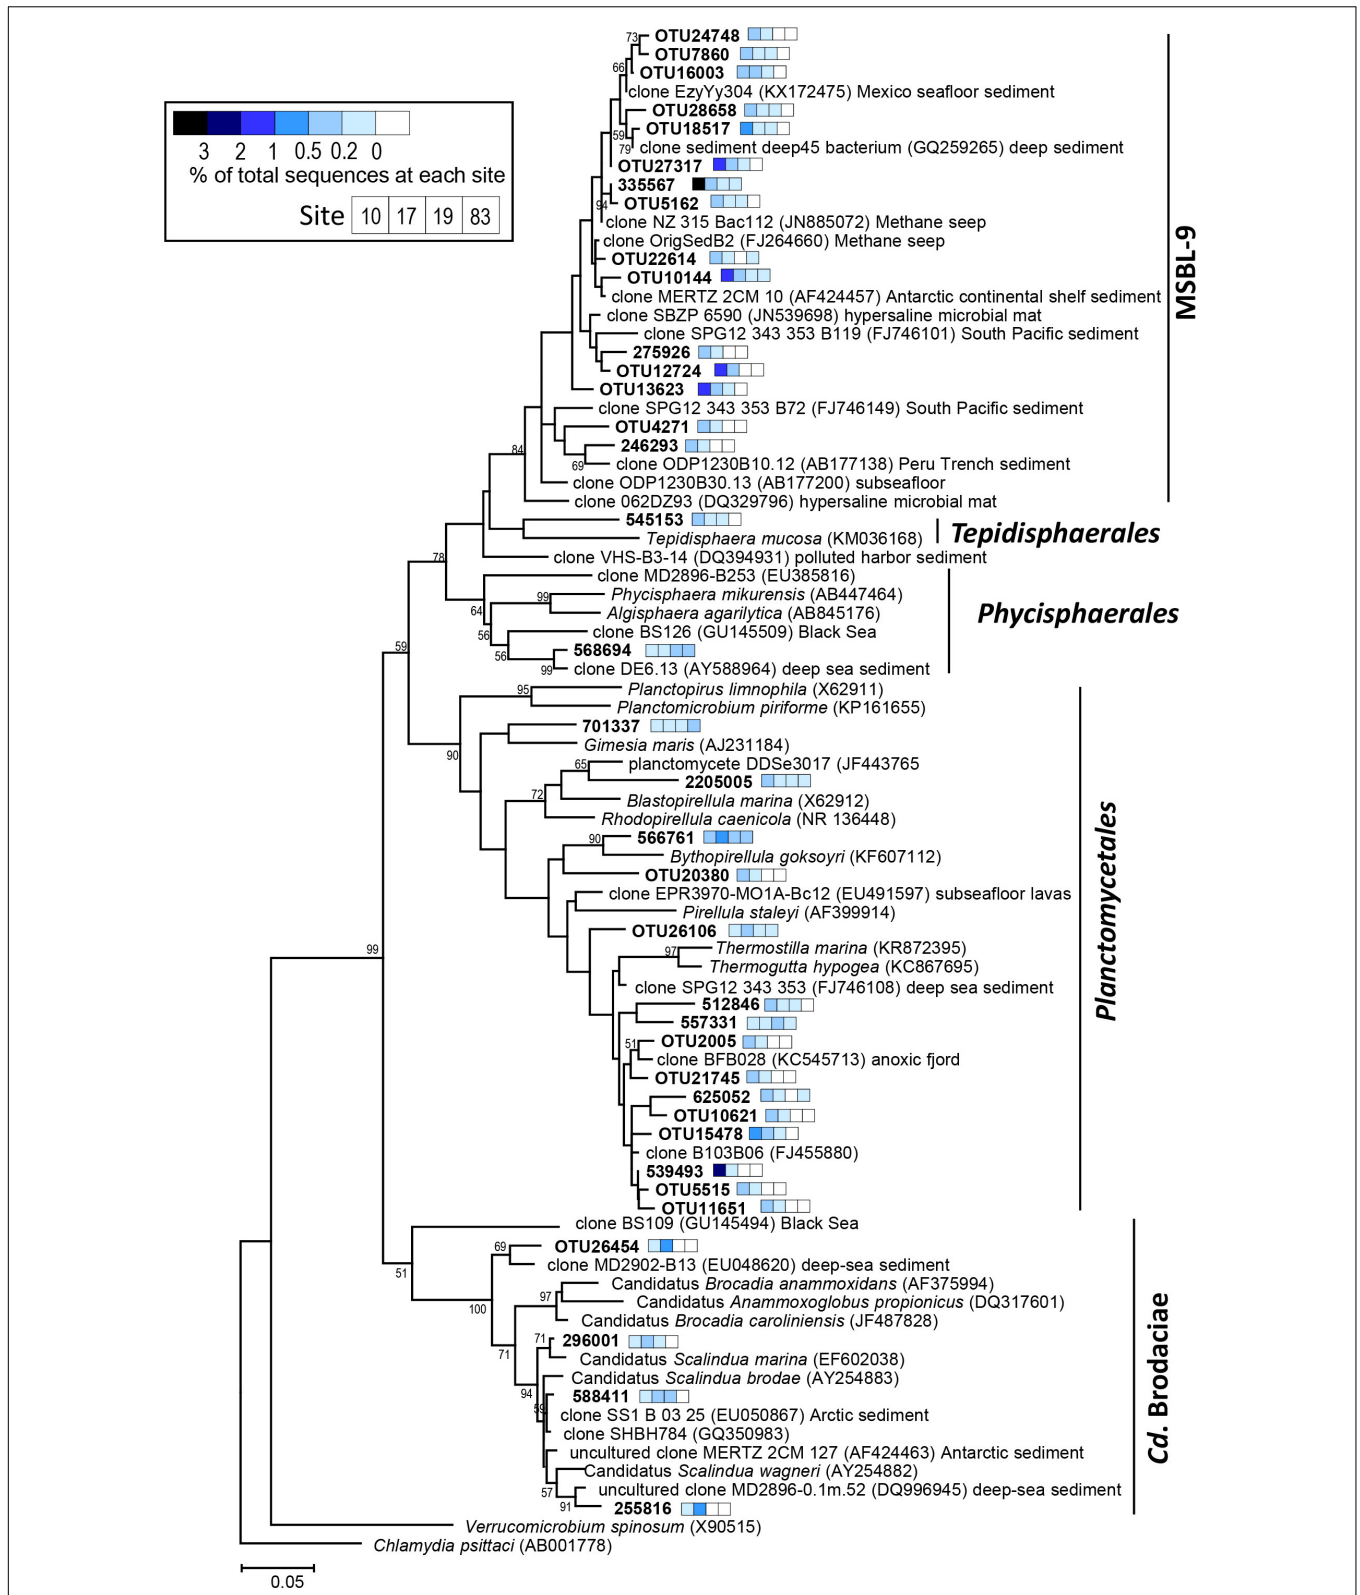 3 2 1 0.5 0.2 0
% of total sequences at each site
Site 10 17 19 83
73 OTU24748
OTU7860
66 OTU16003
clone EzyYy304 (KX172475) Mexico seafloor sediment
OTU28658
59 OTU18517
79 clone sediment deep45 bacterium (GQ259265) deep sediment
OTU27317
335567
94 OTU5162
clone NZ 315 Bac112 (JN885072) Methane seep
clone OrigSedB2 (FJ264660) Methane seep
OTU22614
OTU10144
clone MERTZ 2CM 10 (AF424457) Antarctic continental shelf sediment
clone SBZP 6590 (JN539698) hypersaline microbial mat
clone SPG12 343 353 B119 (FJ746101) South Pacific sediment
275926
OTU12724
OTU13623
clone SPG12 343 353 B72 (FJ746149) South Pacific sediment
OTU4271
84 246293
69 clone ODP1230B10.12 (AB177138) Peru Trench sediment
clone ODP1230B30.13 (AB177200) subseafloor
clone 062DZ93 (DQ329796) hypersaline microbial mat
MSBL-9
545153
Tepidisphaera mucosa (KM036168)
Tepidisphaerales
78 clone VHS-B3-14 (DQ394931) polluted harbor sediment
clone MD2896-B253 (EU385816)
99 Phycisphaera mikurensis (AB447464)
64 Algisphaera agarilytica (AB845176)
56 clone BS126 (GU145509) Black Sea
59 56 568694
99 clone DE6.13 (AY588964) deep sea sediment
Phycisphaerales
95 Planctopirus limnophila (X62911)
Planctomicrobium piriforme (KP161655)
701337
90 Gimesia maris (AJ231184)
65 planctomycete DDSe3017 (JF443765
2205005
72 Blastopirellula marina (X62912)
Rhodopirellula caenicola (NR 136448)
90 566761
Bythopirellula goksoyri (KF607112)
OTU20380
clone EPR3970-MO1A-Bc12 (EU491597) subseafloor lavas
Pirellula staleyi (AF399914)
OTU26106
99 97 Thermostilla marina (KR872395)
Thermogutta hypogea (KC867695)
clone SPG12 343 353 (FJ746108) deep sea sediment
512846
557331
51 OTU2005
clone BFB028 (KC545713) anoxic fjord
OTU21745
625052
OTU10621
OTU15478
clone B103B06 (FJ455880)
539493
OTU5515
OTU11651
Planctomycetales
clone BS109 (GU145494) Black Sea
69 OTU26454
51 clone MD2902-B13 (EU048620) deep-sea sediment
Candidatus Brocadia anammoxidans (AF375994)
100 97 Candidatus Anammoxoglobus propionicus (DQ317601)
Candidatus Brocadia caroliniensis (JF487828)
71 296001
71 Candidatus Scalindua marina (EF602038)
Candidatus Scalindua brodae (AY254883)
94 588411
59 clone SS1 B 03 25 (EU050867) Arctic sediment
clone SHBH784 (GQ350983)
uncultured clone MERTZ 2CM 127 (AF424463) Antarctic sediment
Candidatus Scalindua wagneri (AY254882)
57 uncultured clone MD2896-0.1m.52 (DQ996945) deep-sea sediment
91 255816
Cd. Brodaciae
Verrucomicrobium spinosum (X90515)
Chlamydia psittaci (AB001778)
0.05